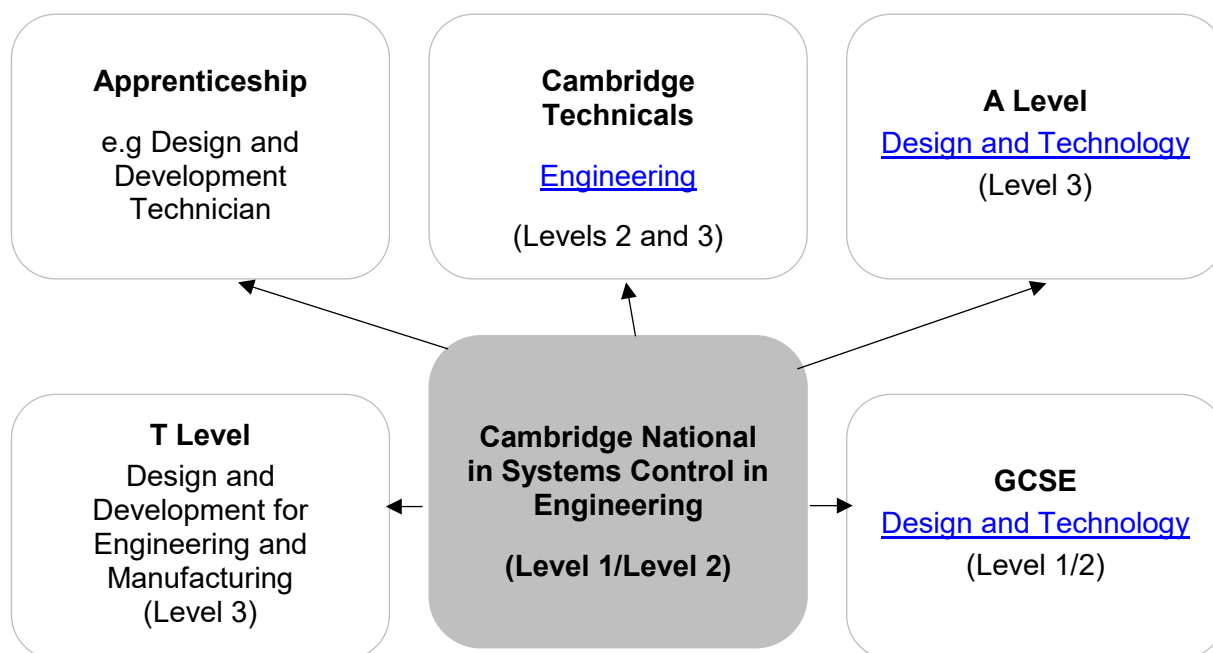 Apprenticeship
e.g Design and
Development
Technician
Cambridge
Technicals
Engineering
(Levels 2 and 3)
A Level
Design and Technology
(Level 3)
T Level
Design and
Development for
Engineering and
Manufacturing
(Level 3)
Cambridge National
in Systems Control in
Engineering
(Level 1/Level 2)
GCSE
Design and Technology
(Level 1/2)